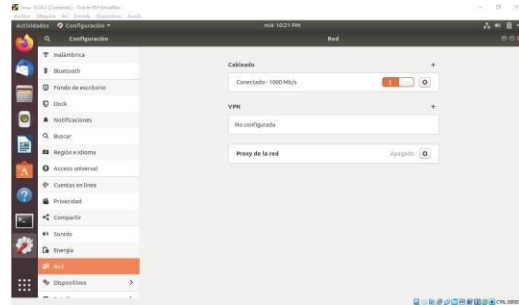 Actividades Configuración mié 10:21 PM
Configuración Red
Inalámbrica
Bluetooth
Fondo de escritorio
Dock
Notificaciones
Buscar
Región e idioma
Acceso universal
Cuentas en línea
Privacidad
Compartir
Sonido
Energía
Red
Dispositivos
Cableado
Conectado - 1000 Mb/s
VPN
No configurada
Proxy de la red Apagado